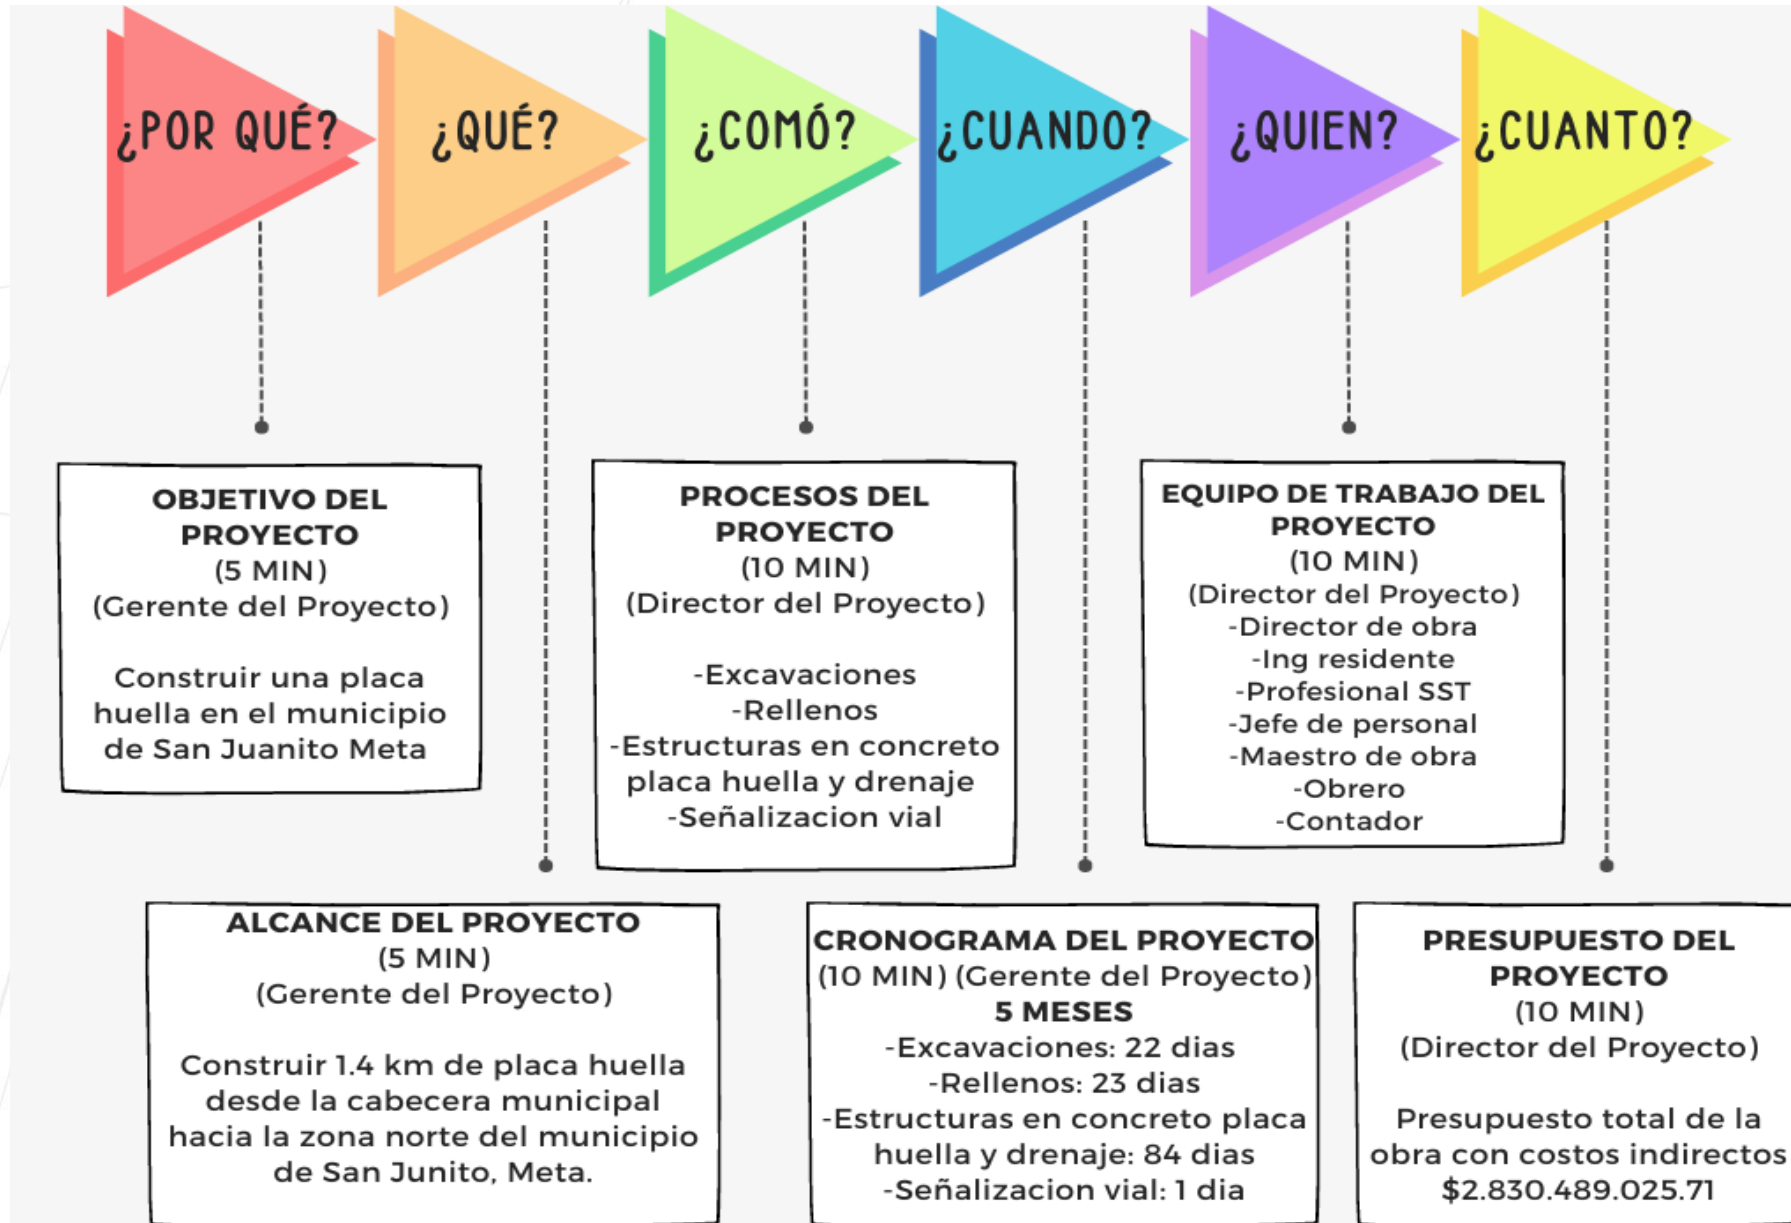 ¿POR QUÉ?
¿QUÉ?
¿COMÓ?
¿CUANDO?
¿QUIEN?
¿CUANTO?
OBJETIVO DEL
PROYECTO
(5 MIN)
(Gerente del Proyecto)
Construir una placa
huella en el municipio
de San Juanito Meta
PROCESOS DEL
PROYECTO
(10 MIN)
(Director del Proyecto)
-Excavaciones
-Rellenos
-Estructuras en concreto
placa huella y drenaje
-Señalizacion vial
EQUIPO DE TRABAJO DEL
PROYECTO
(10 MIN)
(Director del Proyecto)
-Director de obra
-Ing residente
-Profesional SST
-Jefe de personal
-Maestro de obra
-Obrero
-Contador
ALCANCE DEL PROYECTO
(5 MIN)
(Gerente del Proyecto)
Construir 1.4 km de placa huella
desde la cabecera municipal
hacia la zona norte del municipio
de San Junito, Meta.
CRONOGRAMA DEL PROYECTO
(10 MIN) (Gerente del Proyecto)
5 MESES
-Excavaciones: 22 dias
-Rellenos: 23 dias
-Estructuras en concreto placa
huella y drenaje: 84 dias
-Señalizacion vial: 1 dia
PRESUPUESTO DEL
PROYECTO
(10 MIN)
(Director del Proyecto)
Presupuesto total de la
obra con costos indirectos
$2.830.489.025.71